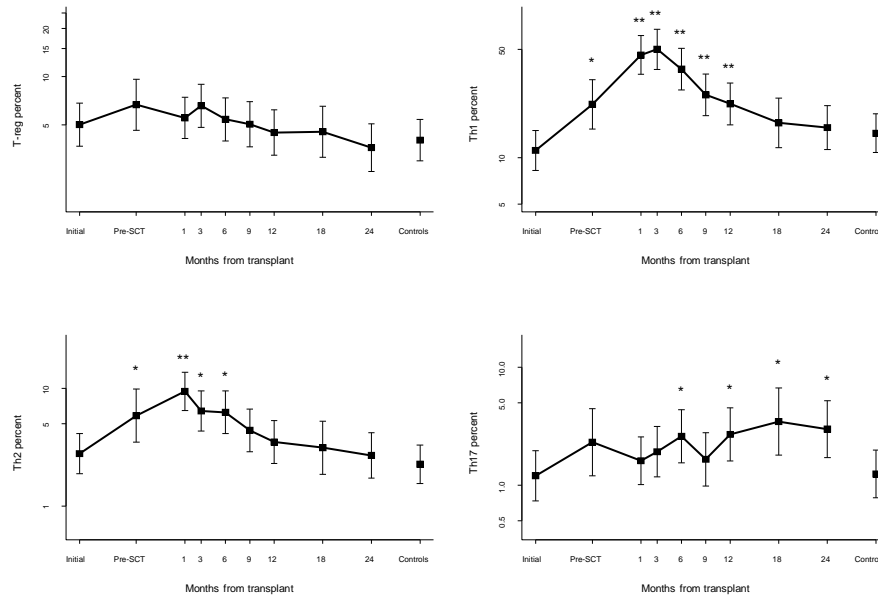 T-reg percent
20
15
10
5
Initial Pre-SCT 1 3 6 9 12 18 24 Controls
Months from transplant
Th1 percent
50
10
5
* ** ** ** ** **
Initial Pre-SCT 1 3 6 9 12 18 24 Controls
Months from transplant
Th2 percent
10
5
1
* ** * *
Initial Pre-SCT 1 3 6 9 12 18 24 Controls
Months from transplant
Th17 percent
10.0
5.0
1.0
0.5
* * * *
Initial Pre-SCT 1 3 6 9 12 18 24 Controls
Months from transplant